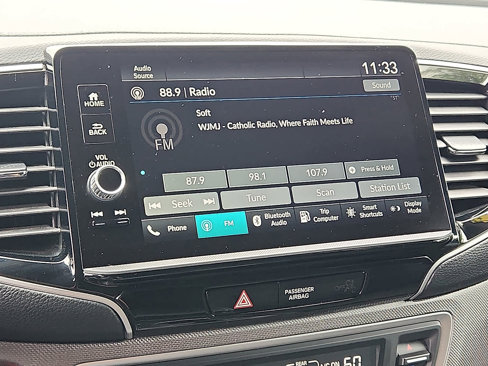 Audio
Source
11:33
88.9 | Radio
Sound
HOME
Soft
WJMJ - Catholic Radio, Where Faith Meets Life
FM
BACK
VOL
AUDIO
87.9
98.1
107.9
Press & Hold
Seek
Tune
Scan
Station List
Phone
FM
Bluetooth
Audio
Trip
Computer
Smart
Shortcuts
Display
Mode
PASSENGER
AIRBAG
REAR
60